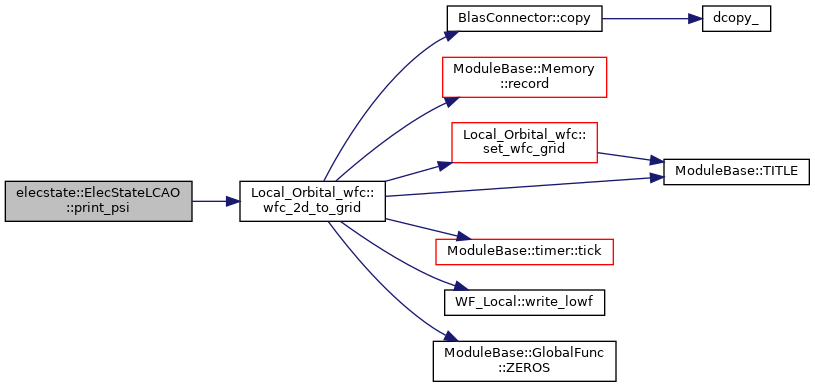 elecstate::ElecStateLCAO
::print_psi
Local_Orbital_wfc::
wfc_2d_to_grid
BlasConnector::copy
dcopy_
ModuleBase::Memory
::record
Local_Orbital_wfc::
set_wfc_grid
ModuleBase::TITLE
ModuleBase::timer::tick
WF_Local::write_lowf
ModuleBase::GlobalFunc
::ZEROS